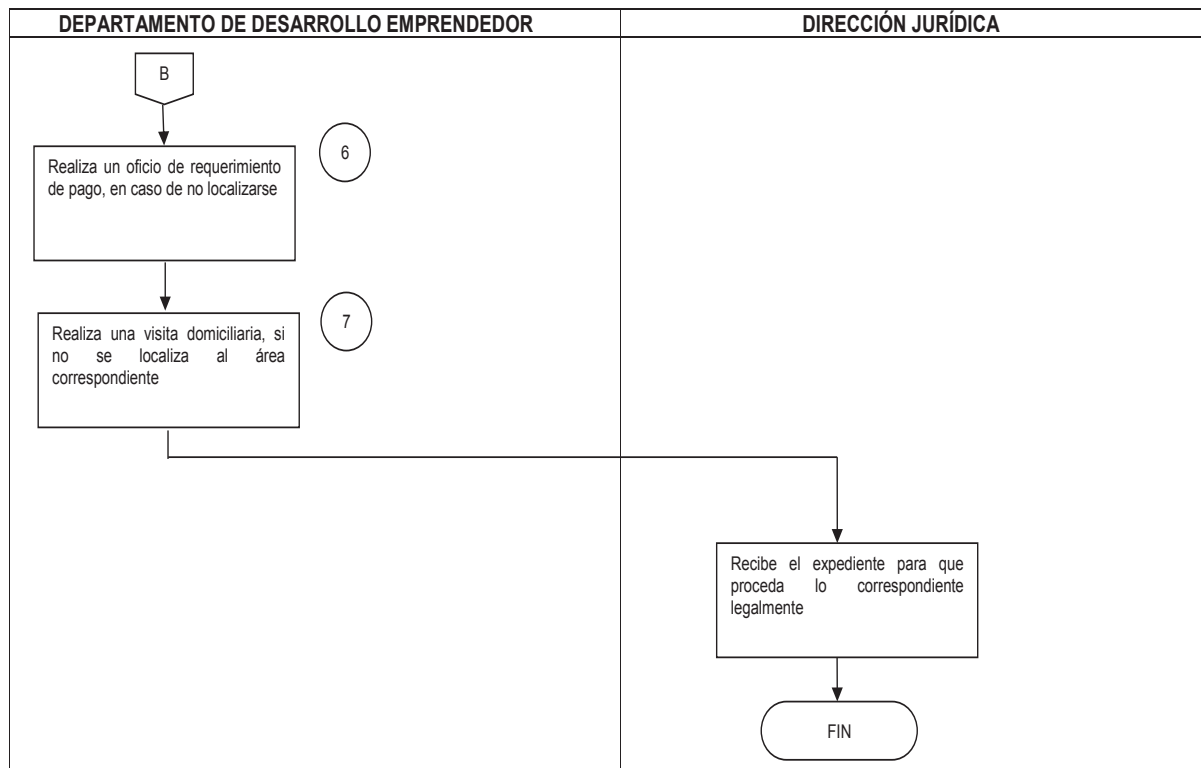 DEPARTAMENTO DE DESARROLLO EMPRENDEDOR
DIRECCIÓN JURÍDICA
B
6
Realiza un oficio de requerimiento
de pago, en caso de no localizarse
7
Realiza una visita domiciliaria, si
no se localiza al área
correspondiente
Recibe el expediente para que
proceda lo correspondiente
legalmente
FIN